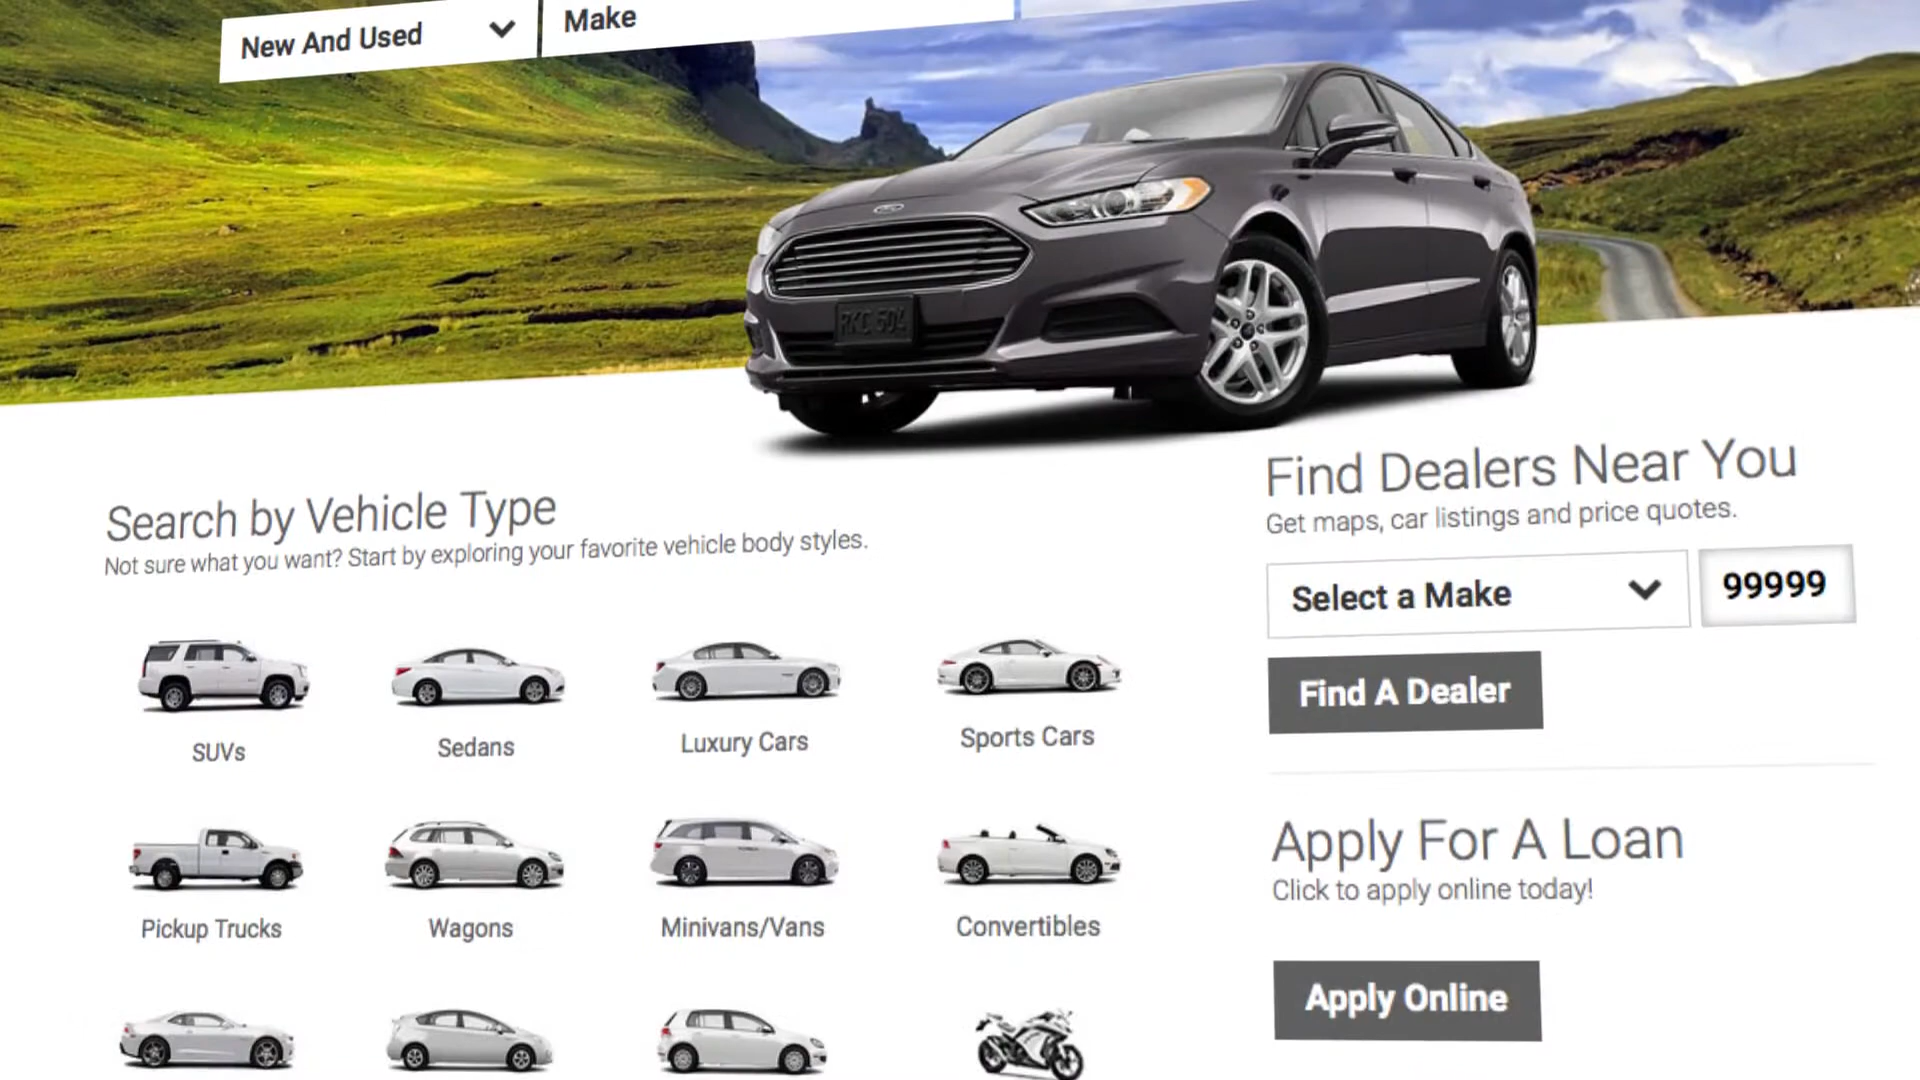 New And Used
Make
RKC 504
Search by Vehicle Type
Not sure what you want? Start by exploring your favorite vehicle body styles.
Find Dealers Near You
Get maps, car listings and price quotes.
Select a Make
99999
Find A Dealer
SUVs
Sedans
Luxury Cars
Sports Cars
Pickup Trucks
Wagons
Minivans/Vans
Convertibles
Apply For A Loan
Click to apply online today!
Apply Online